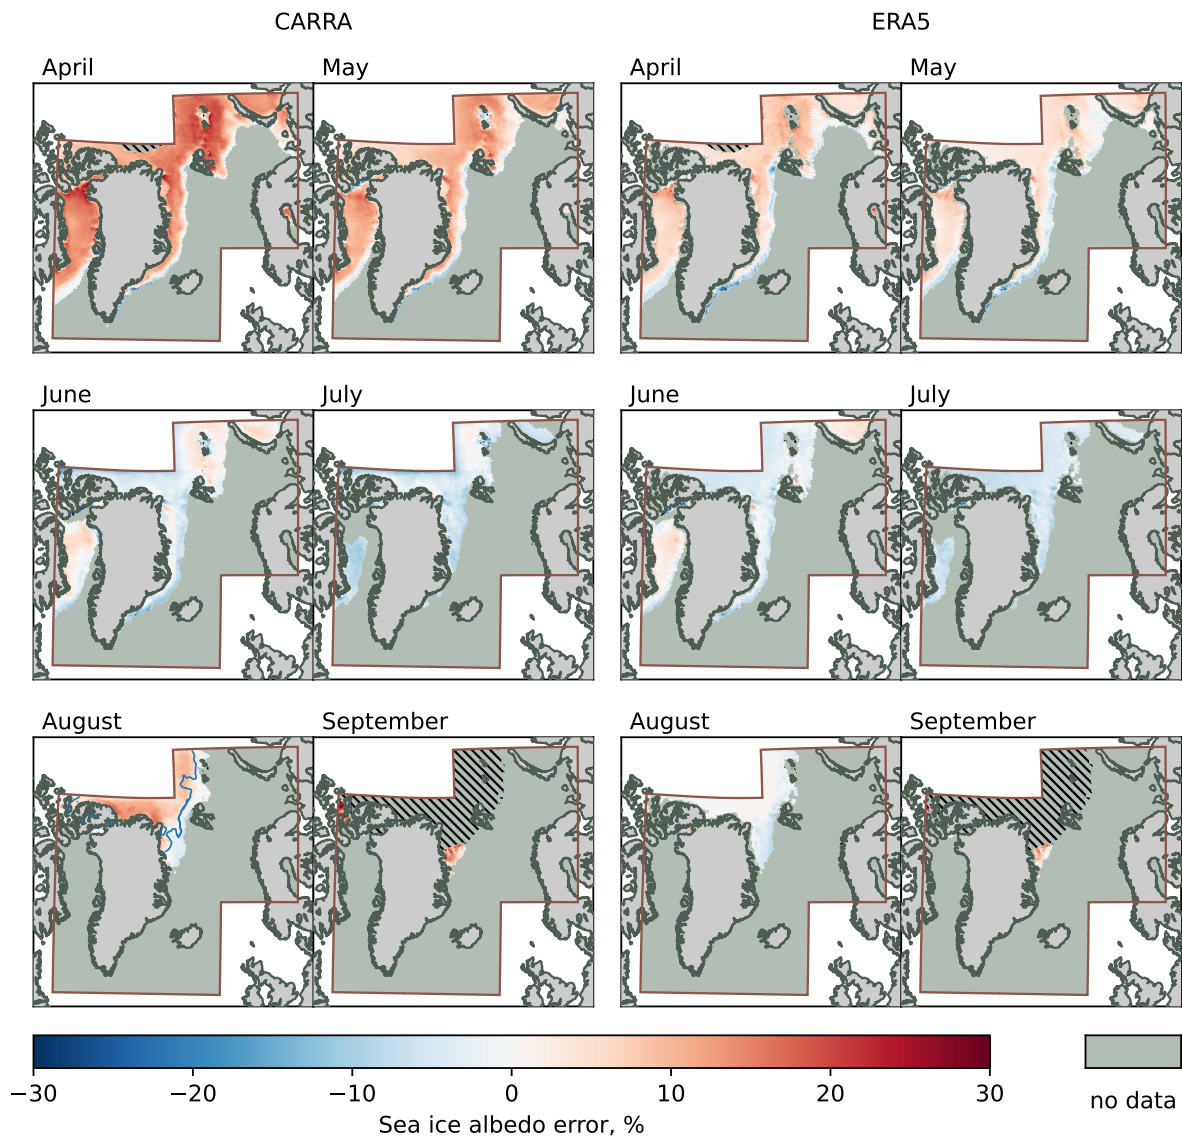 CARRA ERA5
April May April May
June July June July
August September August September
−30 −20 −10 0 10 20 30
Sea ice albedo error, %
no data